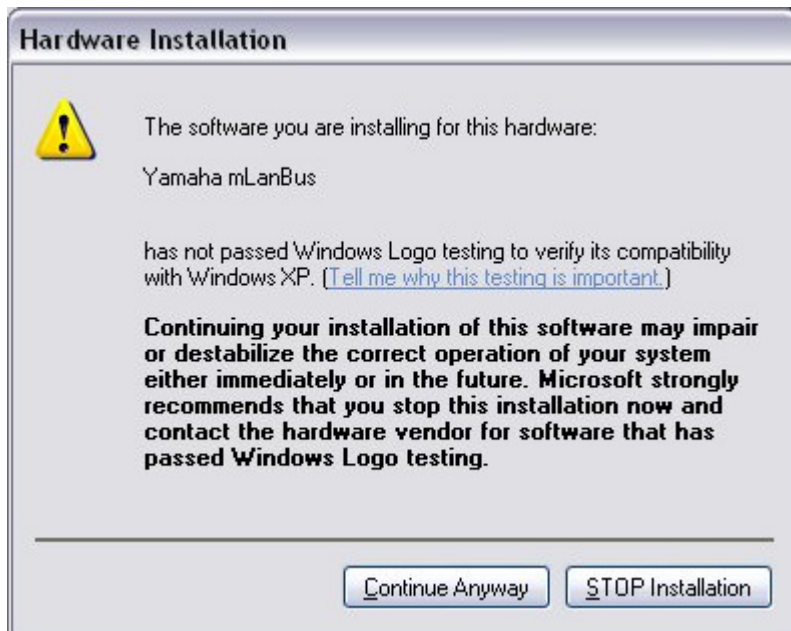 Hardware Installation
The software you are installing for this hardware:
Yamaha mLanBus
has not passed Windows Logo testing to verify its compatibility
with Windows XP. (Tell me why this testing is important.)
Continuing your installation of this software may impair
or destabilize the correct operation of your system
either immediately or in the future. Microsoft strongly
recommends that you stop this installation now and
contact the hardware vendor for software that has
passed Windows Logo testing.
Continue Anyway
STOP Installation